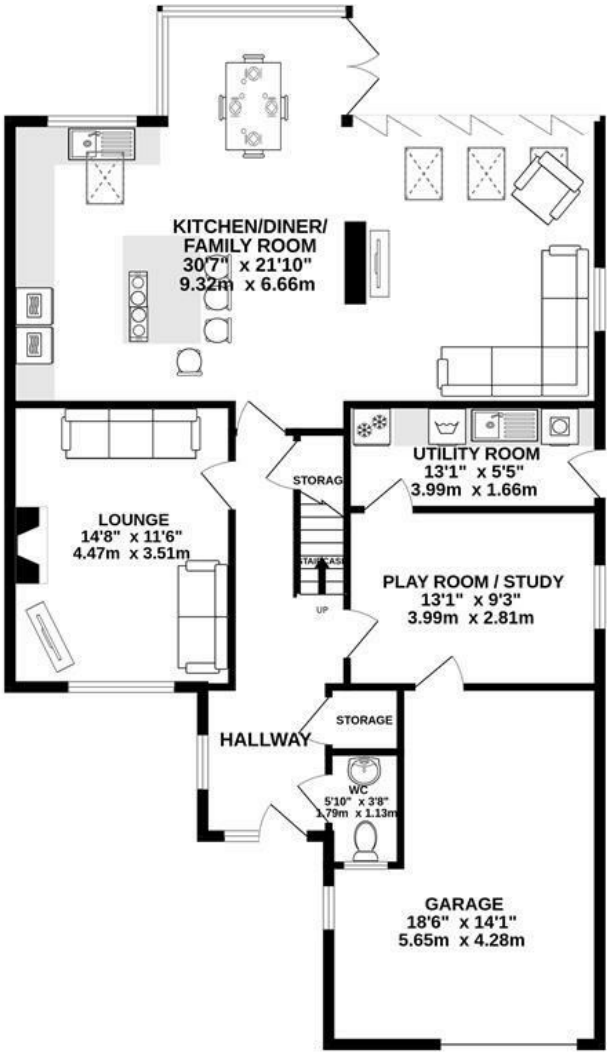 KITCHEN/DINER/
FAMILY ROOM
30'7" x 21'10"
9.32m x 6.66m
UTILITY ROOM
13'1" x 5'5"
3.99m x 1.66m
STORAG
LOUNGE
14'8" x 11'6"
4.47m x 3.51m
STAIRCASE
UP
PLAY ROOM / STUDY
13'1" x 9'3"
3.99m x 2.81m
STORAGE
HALLWAY
WC
5'10" x 3'8"
1.79m x 1.13m
GARAGE
18'6" x 14'1"
5.65m x 4.28m